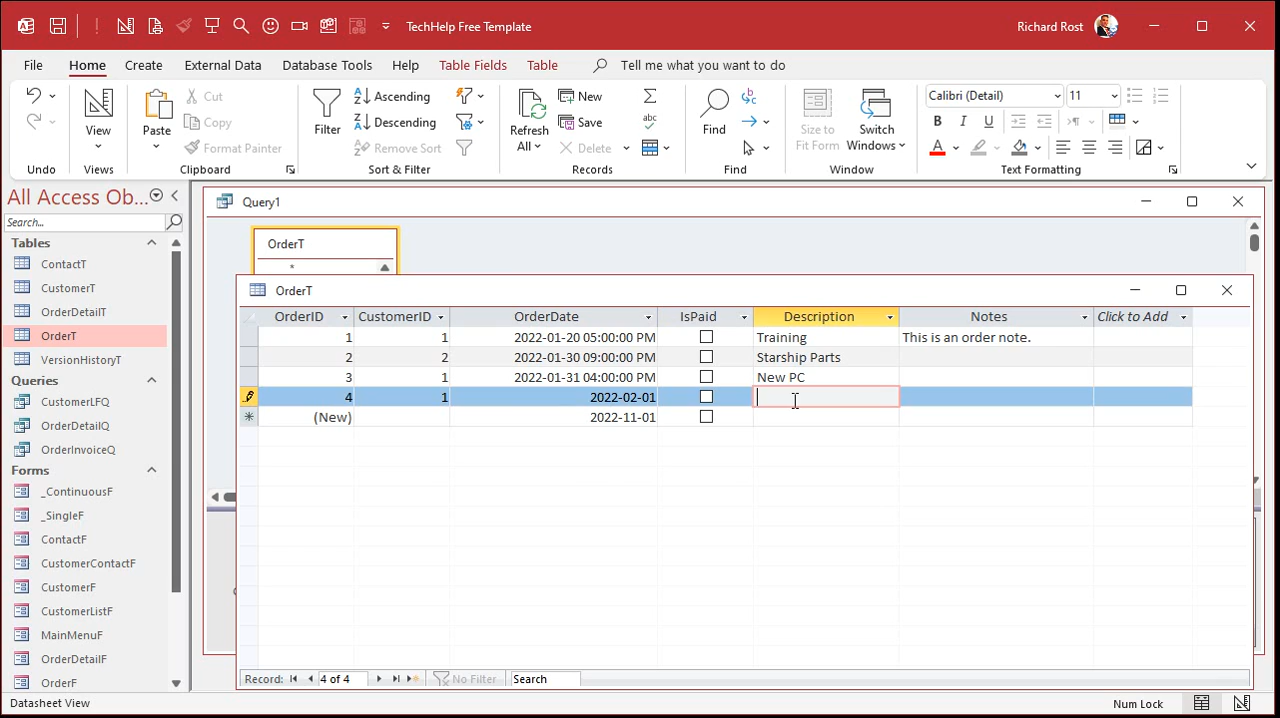 TechHelp Free Template
Richard Rost
File Home Create External Data Database Tools Help Table Fields Table Tell me what you want to do
View
Paste
Cut
Copy
Format Painter
Filter
Ascending
Descending
Remove Sort
Refresh All
New
Save
Delete
Find
Size to Fit Form
Switch Windows
Calibri (Detail) 11
B I U
Undo Views Clipboard Sort & Filter Records Find Window Text Formatting
All Access Ob...
Search...
Tables
ContactT
CustomerT
OrderDetailT
OrderT
VersionHistoryT
Queries
CustomerLFQ
OrderDetailQ
OrderInvoiceQ
Forms
_ContinuousF
_SingleF
ContactF
CustomerContactF
CustomerF
CustomerListF
MainMenuF
OrderDetailF
OrderF
Query1
OrderT
*
OrderT
OrderID CustomerID OrderDate IsPaid Description Notes Click to Add
1 1 2022-01-20 05:00:00 PM Training This is an order note.
2 2 2022-01-30 09:00:00 PM Starship Parts
3 1 2022-01-31 04:00:00 PM New PC
4 1 2022-02-01
(New) 2022-11-01
Record: 4 of 4 No Filter Search
Datasheet View Num Lock